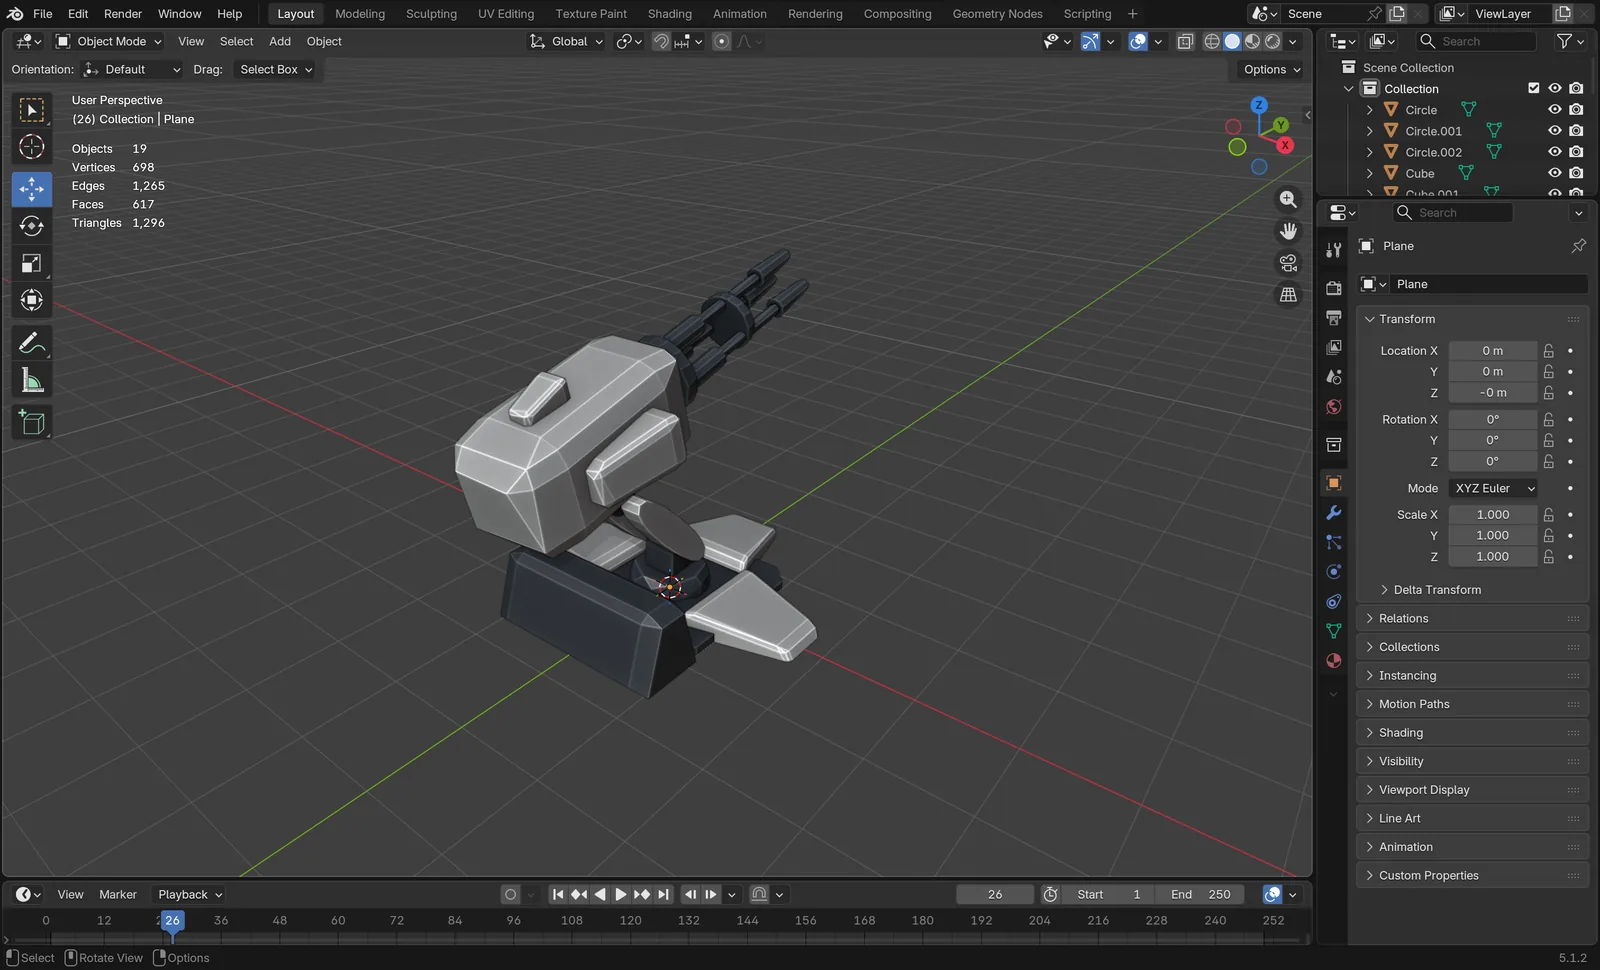 File Edit Render Window Help Layout Modeling Sculpting UV Editing Texture Paint Shading Animation Rendering Compositing Geometry Nodes Scripting + Scene ViewLayer
Object Mode View Select Add Object Global Search
Orientation: Default Drag: Select Box Options
User Perspective
(26) Collection | Plane
Objects 19
Vertices 698
Edges 1,265
Faces 617
Triangles 1,296
Z
Y
X
Scene Collection
Collection
Circle
Circle.001
Circle.002
Cube
Cube.001
Search
Plane
Plane
Transform
Location X 0 m
Y 0 m
Z -0 m
Rotation X 0°
Y 0°
Z 0°
Mode XYZ Euler
Scale X 1.000
Y 1.000
Z 1.000
Delta Transform
Relations
Collections
Instancing
Motion Paths
Shading
Visibility
Viewport Display
Line Art
Animation
Custom Properties
View Marker Playback 26 Start 1 End 250
0 12 26 36 48 60 72 84 96 108 120 132 144 156 168 180 192 204 216 228 240 252
Select Rotate View Options 5.1.2